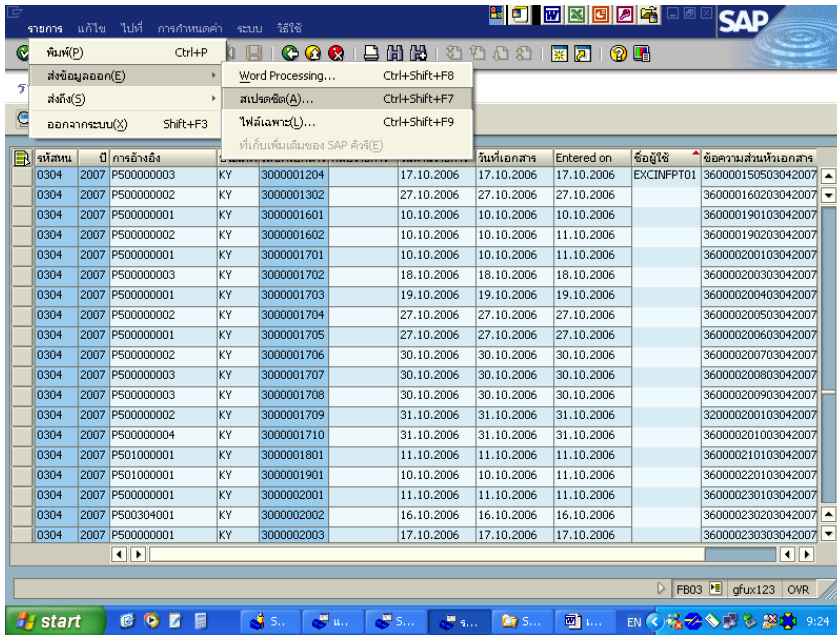 รายการ แก้ไข ไปที่ การกำหนดค่า ระบบ วิธีใช้
SAP
พิมพ์(P) Ctrl+P
ส่งข้อมูลออก(E)
ส่งถึง(S)
ออกจากระบบ(X) Shift+F3
Word Processing... Ctrl+Shift+F8
สเปรดชีต(A)... Ctrl+Shift+F7
ไฟล์เฉพาะ(L)... Ctrl+Shift+F9
ที่เก็บเพิ่มเติมของ SAP คิวรี(E)
รหัสหน ปี การอ้างอิง วันที่เอกสาร Entered on ชื่อผู้ใช้ ข้อความส่วนหัวเอกสาร
0304 2007 P500000003 KY 3000001204 17.10.2006 17.10.2006 17.10.2006 EXCINFPT01 360000150503042007
0304 2007 P500000002 KY 3000001302 27.10.2006 27.10.2006 27.10.2006 360000160203042007
0304 2007 P500000001 KY 3000001601 10.10.2006 10.10.2006 10.10.2006 360000190103042007
0304 2007 P500000002 KY 3000001602 10.10.2006 10.10.2006 11.10.2006 360000190203042007
0304 2007 P500000001 KY 3000001701 10.10.2006 10.10.2006 11.10.2006 360000200103042007
0304 2007 P500000003 KY 3000001702 18.10.2006 18.10.2006 18.10.2006 360000200303042007
0304 2007 P500000001 KY 3000001703 19.10.2006 19.10.2006 19.10.2006 360000200403042007
0304 2007 P500000002 KY 3000001704 27.10.2006 27.10.2006 27.10.2006 360000200503042007
0304 2007 P500000001 KY 3000001705 27.10.2006 27.10.2006 27.10.2006 360000200603042007
0304 2007 P500000002 KY 3000001706 30.10.2006 30.10.2006 30.10.2006 360000200703042007
0304 2007 P500000003 KY 3000001707 30.10.2006 30.10.2006 30.10.2006 360000200803042007
0304 2007 P500000003 KY 3000001708 30.10.2006 30.10.2006 30.10.2006 360000200903042007
0304 2007 P500000002 KY 3000001709 31.10.2006 31.10.2006 31.10.2006 320000200103042007
0304 2007 P500000004 KY 3000001710 31.10.2006 31.10.2006 31.10.2006 360000201003042007
0304 2007 P501000001 KY 3000001801 11.10.2006 11.10.2006 11.10.2006 360000210103042007
0304 2007 P501000001 KY 3000001901 10.10.2006 10.10.2006 11.10.2006 360000220103042007
0304 2007 P500000001 KY 3000002001 11.10.2006 11.10.2006 11.10.2006 360000230103042007
0304 2007 P500304001 KY 3000002002 16.10.2006 16.10.2006 16.10.2006 360000230203042007
0304 2007 P500000001 KY 3000002003 17.10.2006 17.10.2006 17.10.2006 360000230303042007
FB03 gfux123 OVR
start S.. น.. S... ร... S... เ... EN 9:24